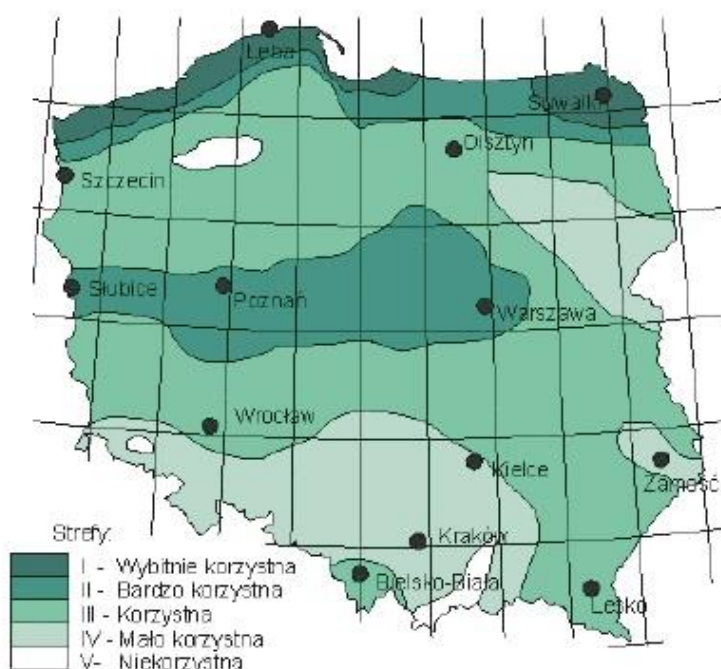 Łeba
Suwałki
Olsztyn
Szczecin
Słubice
Poznań
Warszawa
Wrocław
Kielce
Zamość
Kraków
Bielsko-Biała
Lesko
Strefy:
I - Wybitnie korzystna
II - Bardzo korzystna
III - Korzystna
IV - Mało korzystna
V- Niekorzystna